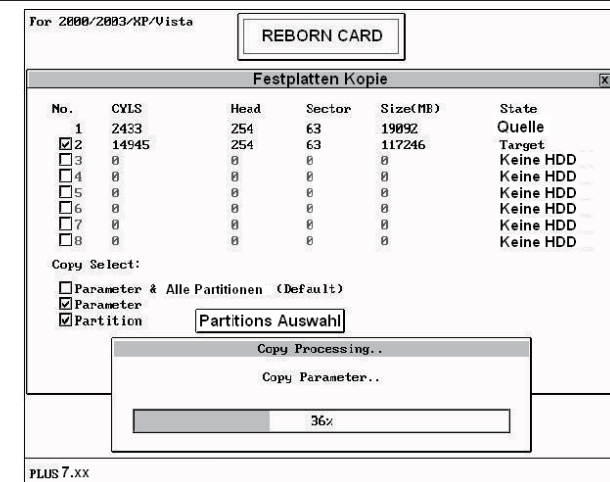 For 2000/2003/XP/Vista
REBORN CARD
Festplatten Kopie x
No. CYLS Head Sector Size(MB) State
1 2433 254 63 19092 Quelle
2 14945 254 63 117246 Target
3 0 0 0 0 Keine HDD
4 0 0 0 0 Keine HDD
5 0 0 0 0 Keine HDD
6 0 0 0 0 Keine HDD
7 0 0 0 0 Keine HDD
8 0 0 0 0 Keine HDD
Copy Select:
Parameter & Alle Partitionen (Default)
Parameter
Partition Partitions Auswahl
Copy Processing..
Copy Parameter..
36%
PLUS 7.xx